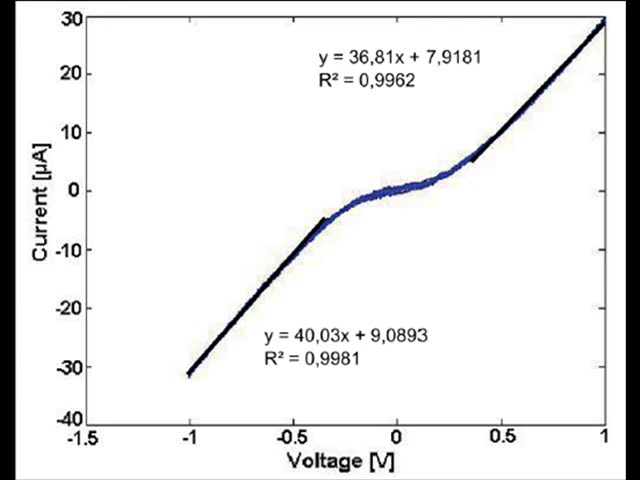 30
y = 36,81x + 7,9181
20
R² = 0,9962
10
Current [µA]
0
-10
-20
y = 40,03x + 9,0893
R² = 0,9981
-30
-40
-1.5 -1 -0.5 0 0.5 1
Voltage [V]